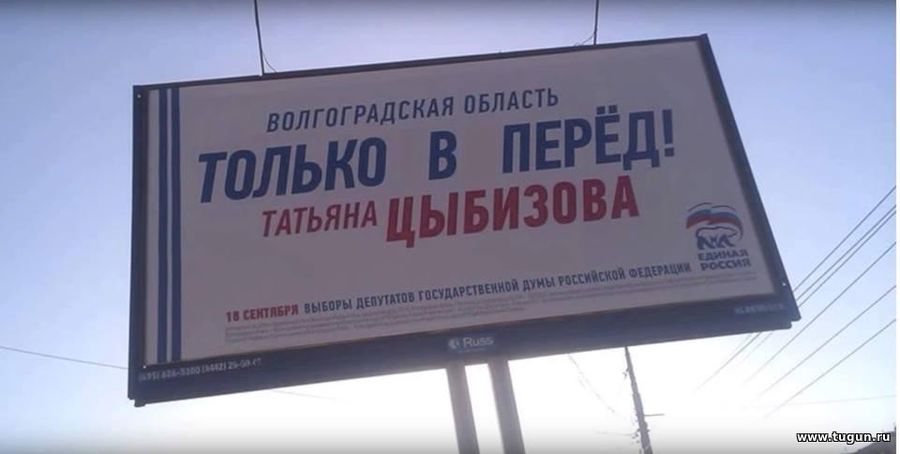 ВОЛГОГРАДСКАЯ ОБЛАСТЬ
ТОЛЬКО В ПЕРЁД!
ТАТЬЯНА ЦЫБИЗОВА
ЕДИНАЯ
РОССИЯ
18 СЕНТЯБРЯ ВЫБОРЫ ДЕПУТАТОВ ГОСУДАРСТВЕННОЙ ДУМЫ РОССИЙСКОЙ ФЕДЕРАЦИИ
Russ
www.tugun.ru